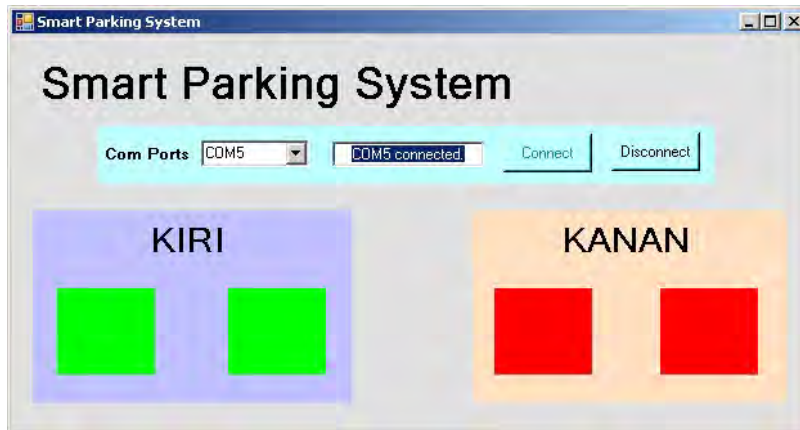 Smart Parking System
Smart Parking System
Com Ports COM5 COM5 connected. Connect Disconnect
KIRI KANAN